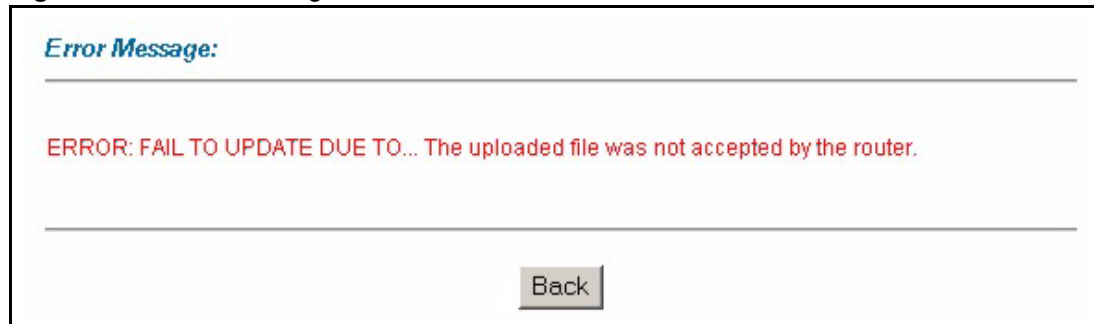 Error Message:
ERROR: FAIL TO UPDATE DUE TO... The uploaded file was not accepted by the router.
Back